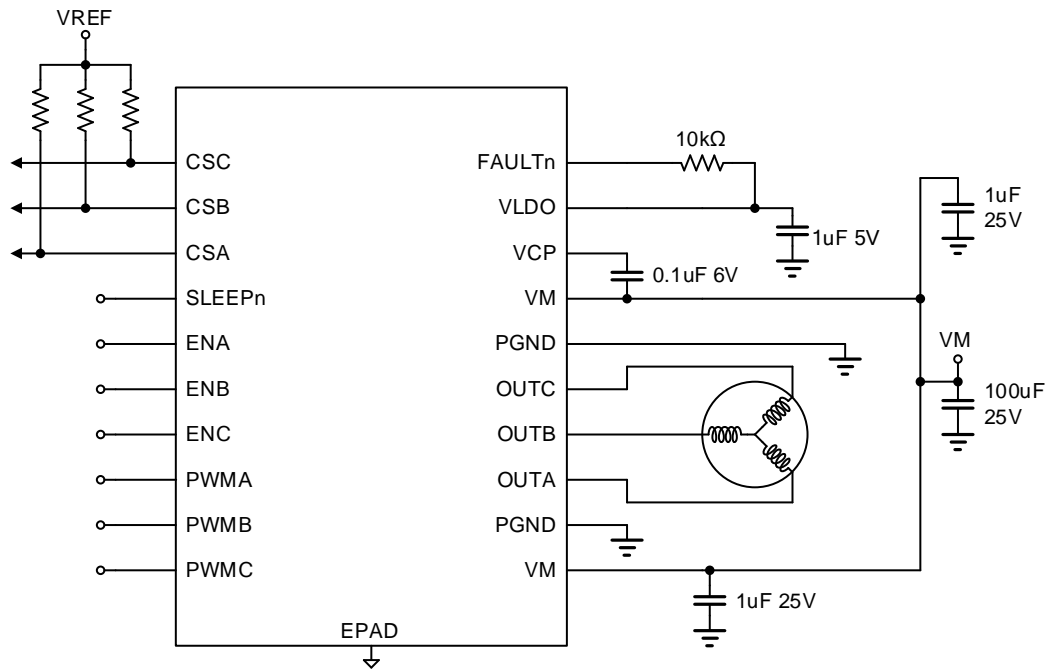 VREF
CSC
CSB
CSA
SLEEPn
ENA
ENB
ENC
PWMA
PWMB
PWMC
EPAD
FAULTn
VLDO
VCP
VM
PGND
OUTC
OUTB
OUTA
PGND
VM
10kΩ
1uF 5V
0.1uF 6V
1uF
25V
VM
100uF
25V
1uF 25V